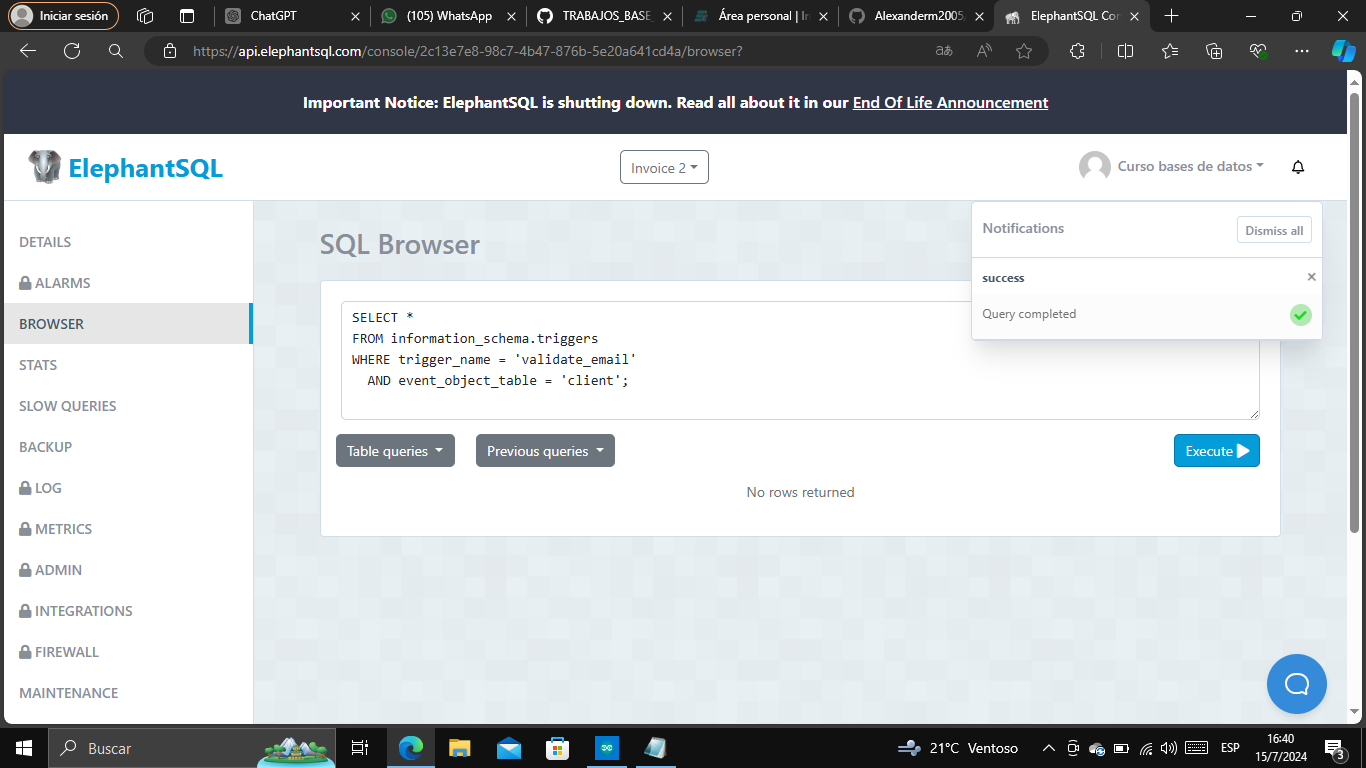 Iniciar sesión
ChatGPT
(105) WhatsApp
TRABAJOS_BASE_
Área personal | In
Alexanderm2005,
ElephantSQL Con
https://api.elephantsql.com/console/2c13e7e8-98c7-4b47-876b-5e20a641cd4a/browser?
Important Notice: ElephantSQL is shutting down. Read all about it in our End Of Life Announcement
ElephantSQL
Invoice 2
Curso bases de datos
Notifications
Dismiss all
success
Query completed
DETAILS
ALARMS
BROWSER
STATS
SLOW QUERIES
BACKUP
LOG
METRICS
ADMIN
INTEGRATIONS
FIREWALL
MAINTENANCE
SQL Browser
SELECT *
FROM information_schema.triggers
WHERE trigger_name = 'validate_email'
AND event_object_table = 'client';
Table queries
Previous queries
Execute
No rows returned
Buscar
21°C Ventoso
ESP
16:40
15/7/2024
3